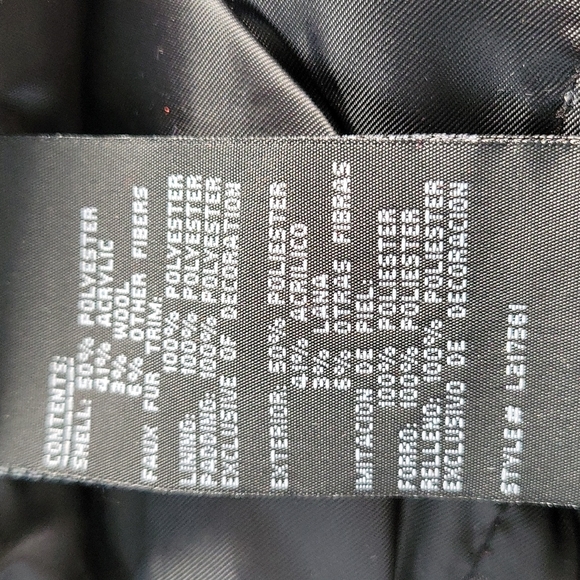 CONTENTS:
SHELL: 50% POLYESTER
41% ACRYLIC
3% WOOL
6% OTHER FIBERS
FAUX FUR TRIM:
100% POLYESTER
LINING: 100% POLYESTER
PADDING: 100% POLYESTER
EXCLUSIVE OF DECORATION
EXTERIOR: 50% POLIESTER
41% ACRILICO
3% LANA
6% OTRAS FIBRAS
IMITACION DE PIEL:
100% POLIESTER
FORO: 100% POLIESTER
RELLENO: 100% POLIESTER
EXCLUSIVO DE DECORACION
STYLE# L217561